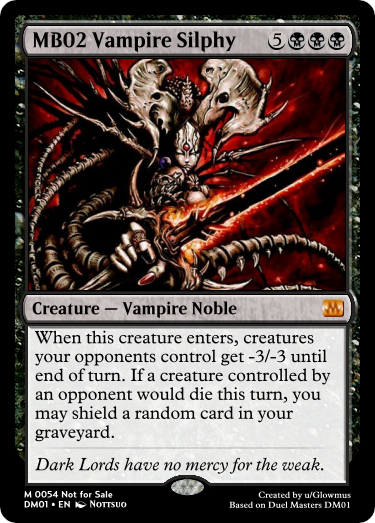 MB02 Vampire Silphy 5
Creature — Vampire Noble
When this creature enters, creatures
your opponents control get -3/-3 until
end of turn. If a creature controlled by
an opponent would die this turn, you
may shield a random card in your
graveyard.
Dark Lords have no mercy for the weak.
M 0054 Not for Sale
DM01 • EN Nottsuo
Created by u/Glowmus
Based on Duel Masters DM01